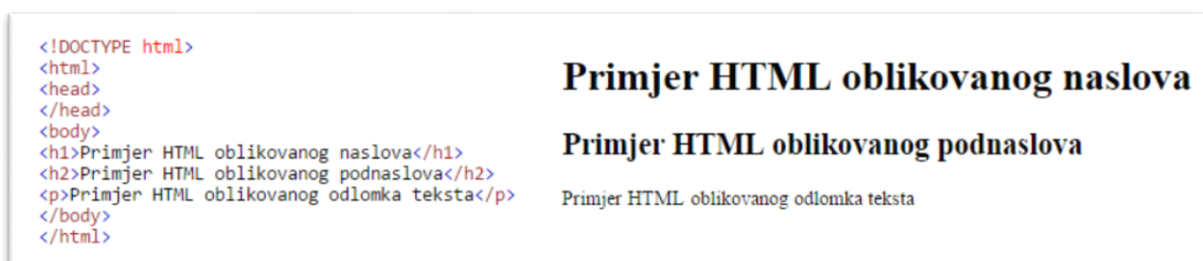 <!DOCTYPE html>
<html>
<head>
</head>
<body>
<h1>Primjer HTML oblikovanog naslova</h1>
<h2>Primjer HTML oblikovanog podnaslova</h2>
<p>Primjer HTML oblikovanog odlomka teksta</p>
</body>
</html>
Primjer HTML oblikovanog naslova
Primjer HTML oblikovanog podnaslova
Primjer HTML oblikovanog odlomka teksta